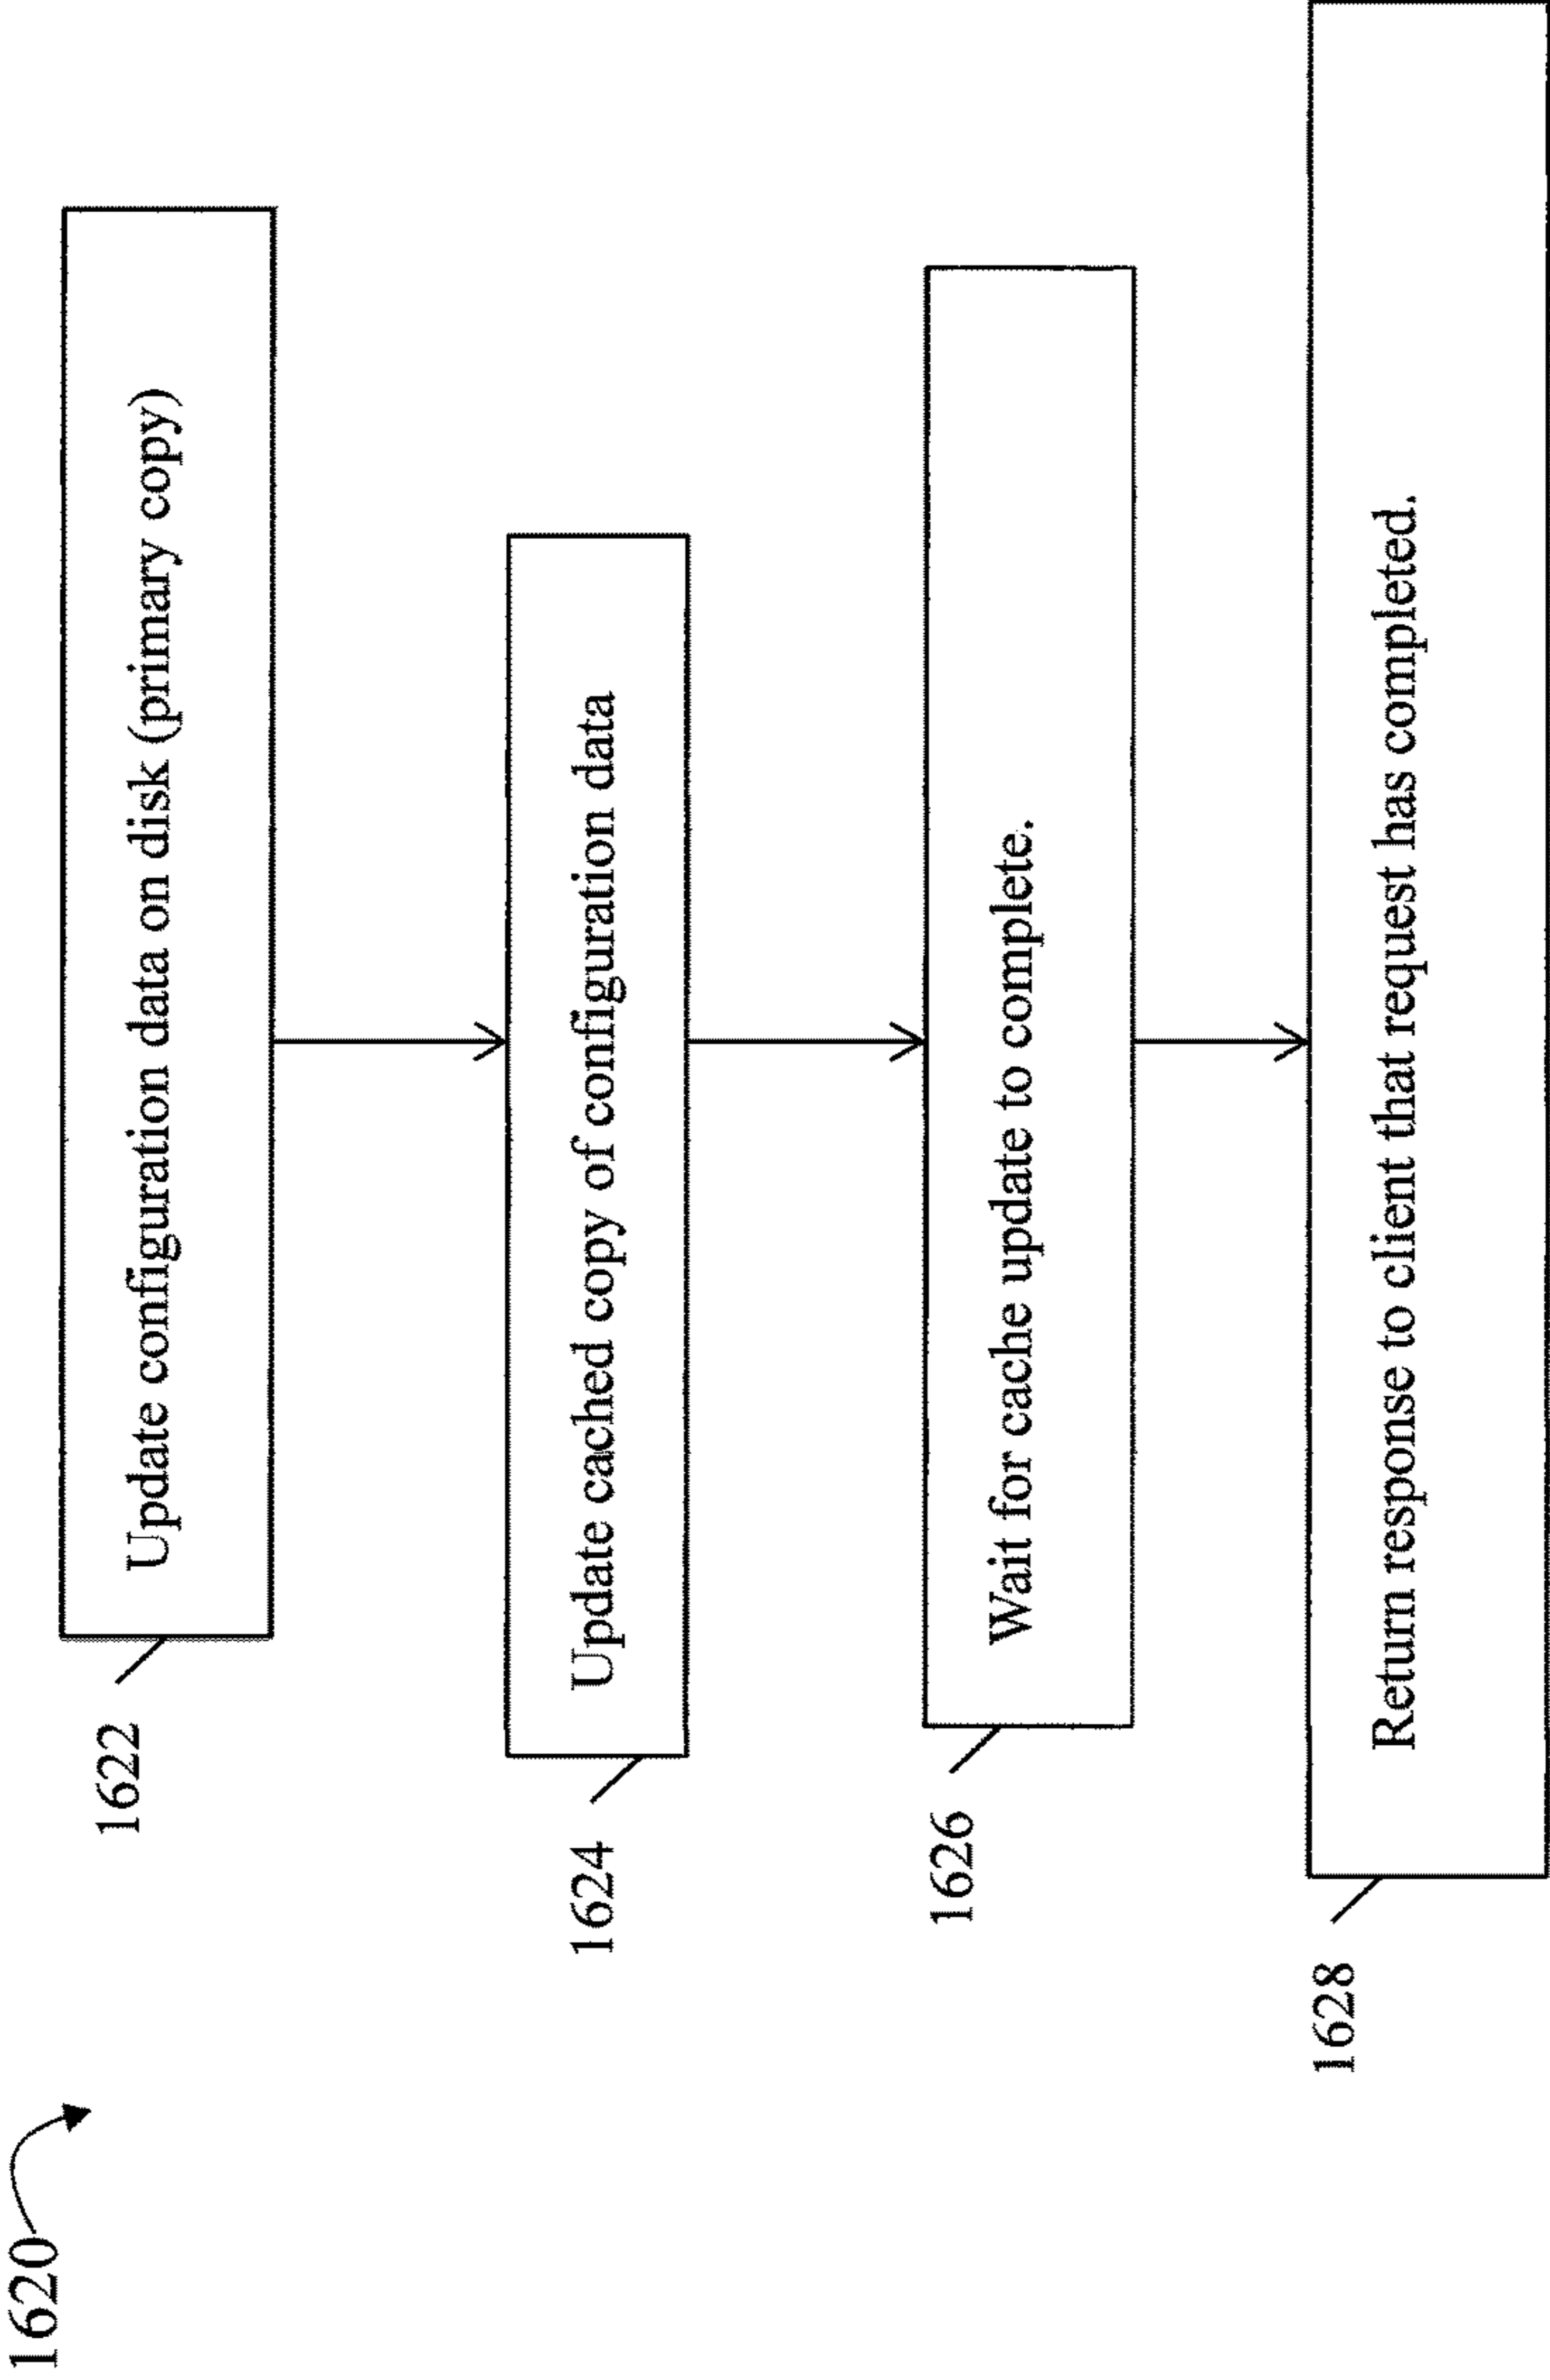 1620
1622
Update configuration data on disk (primary copy)
1624
Update cached copy of configuration data
1626
Wait for cache update to complete.
1628
Return response to client that request has completed.